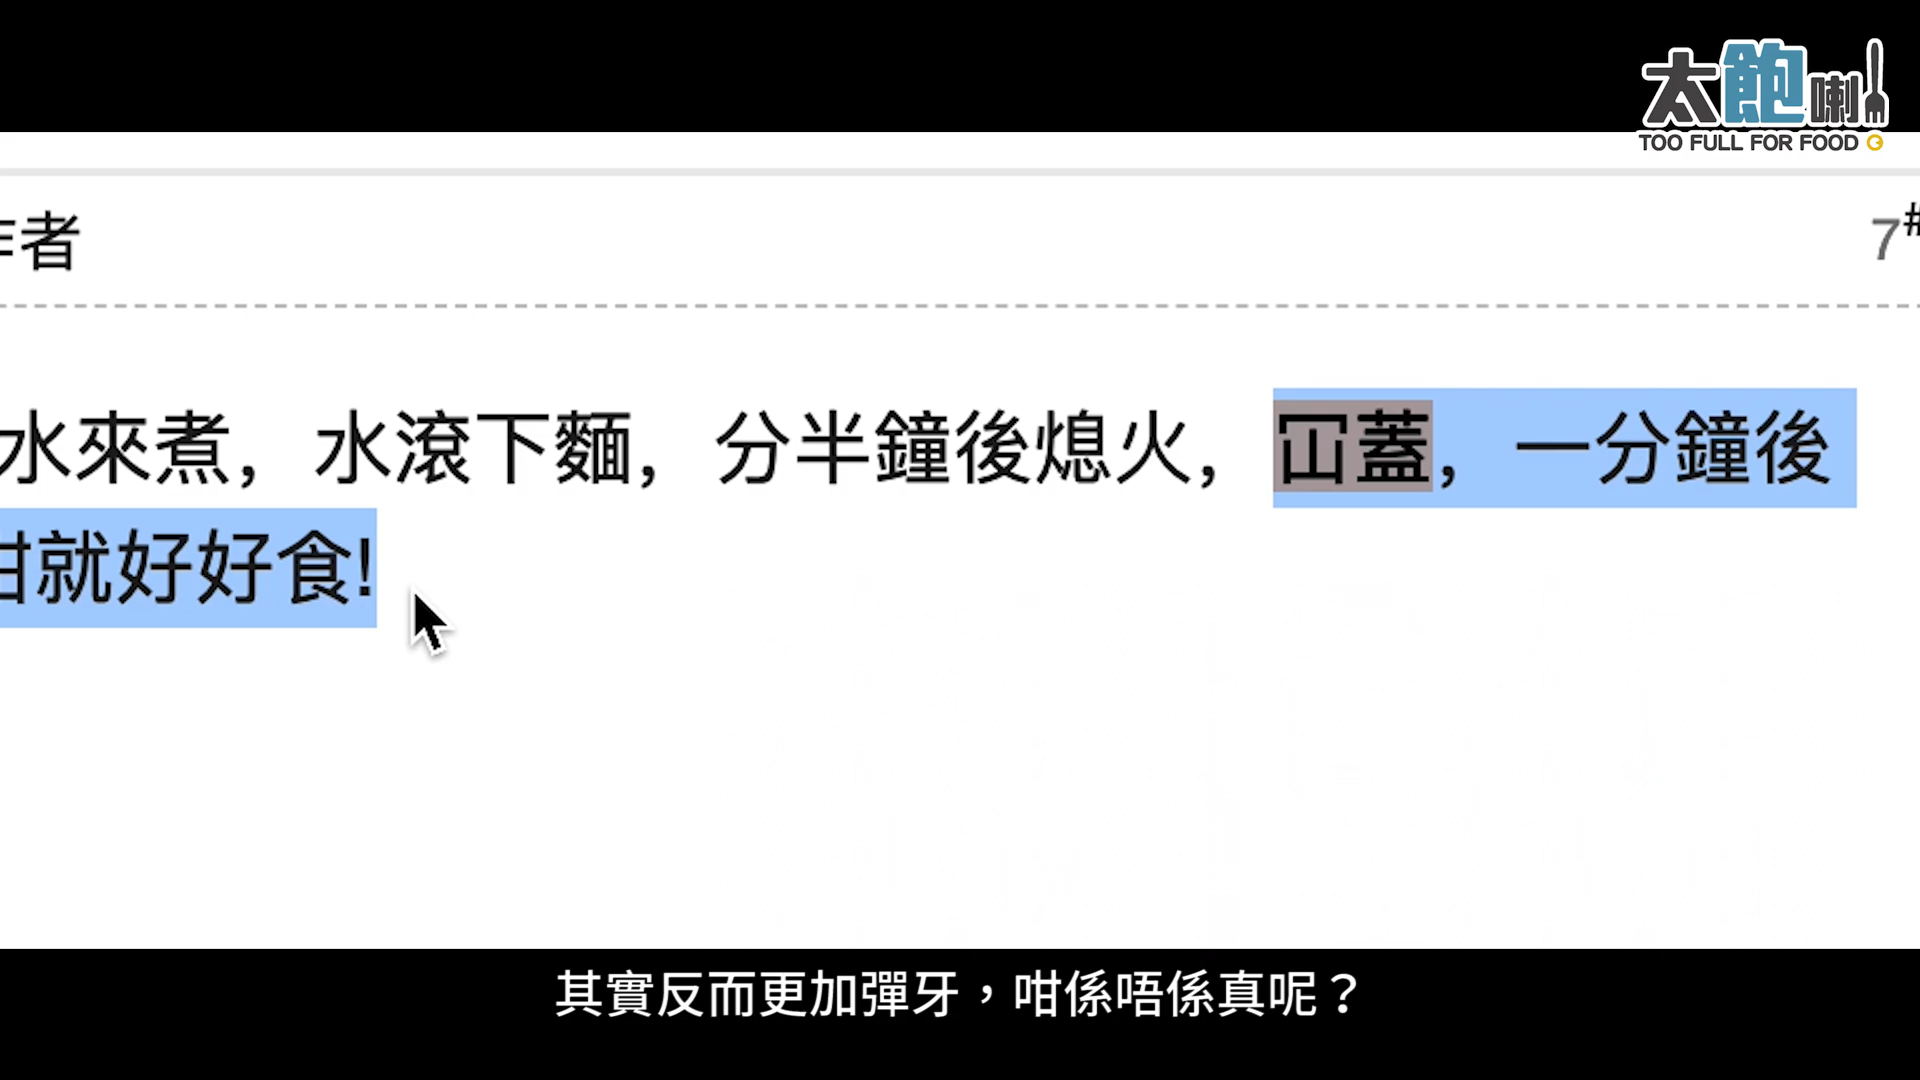 太飽喇
TOO FULL FOR FOOD
作者
7#
水來煮，水滾下麵，分半鐘後熄火，冚蓋，一分鐘後
咁就好好食!
其實反而更加彈牙，咁係唔係真呢？